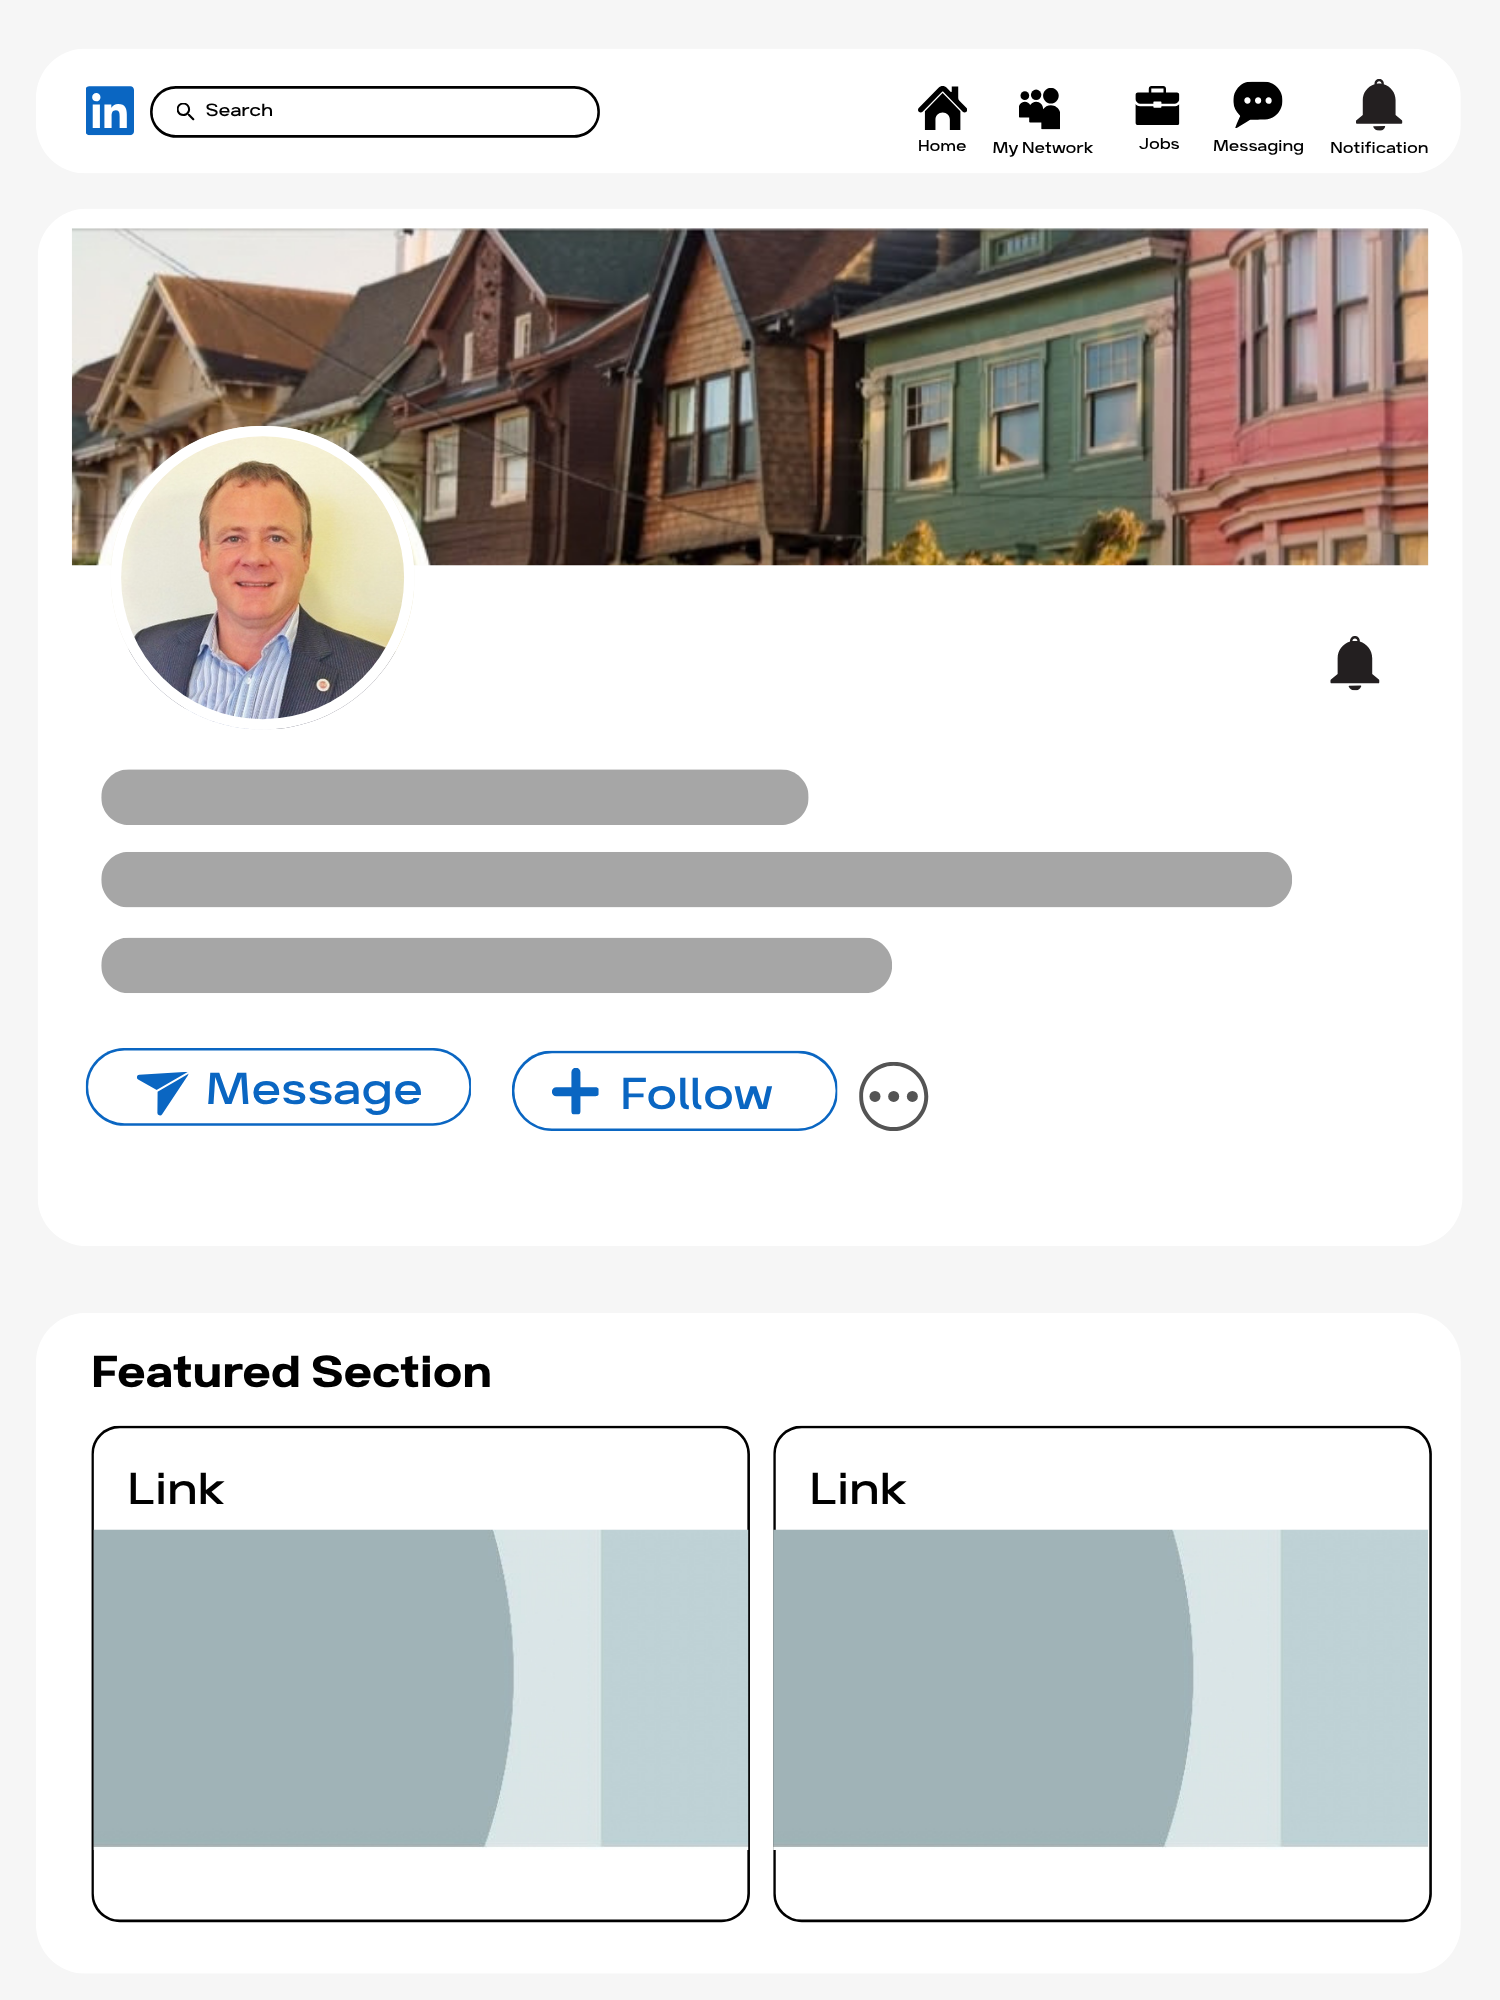 in
Search
Home
My Network
Jobs
Messaging
Notification
Message
Follow
Featured Section
Link
Link